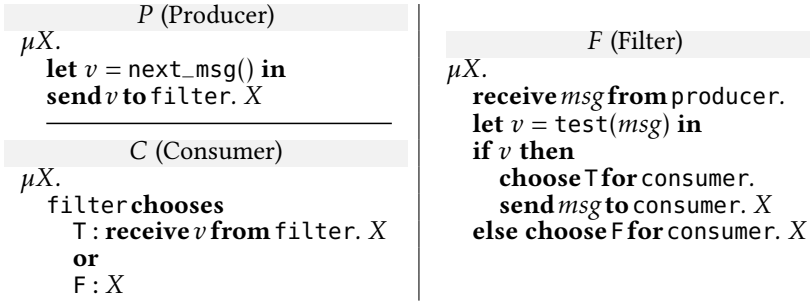 P (Producer)
μX.
let v = next_msg() in
send v to filter. X
C (Consumer)
μX.
filter chooses
T : receive v from filter. X
or
F : X
F (Filter)
μX.
receive msg from producer.
let v = test(msg) in
if v then
choose T for consumer.
send msg to consumer. X
else choose F for consumer. X